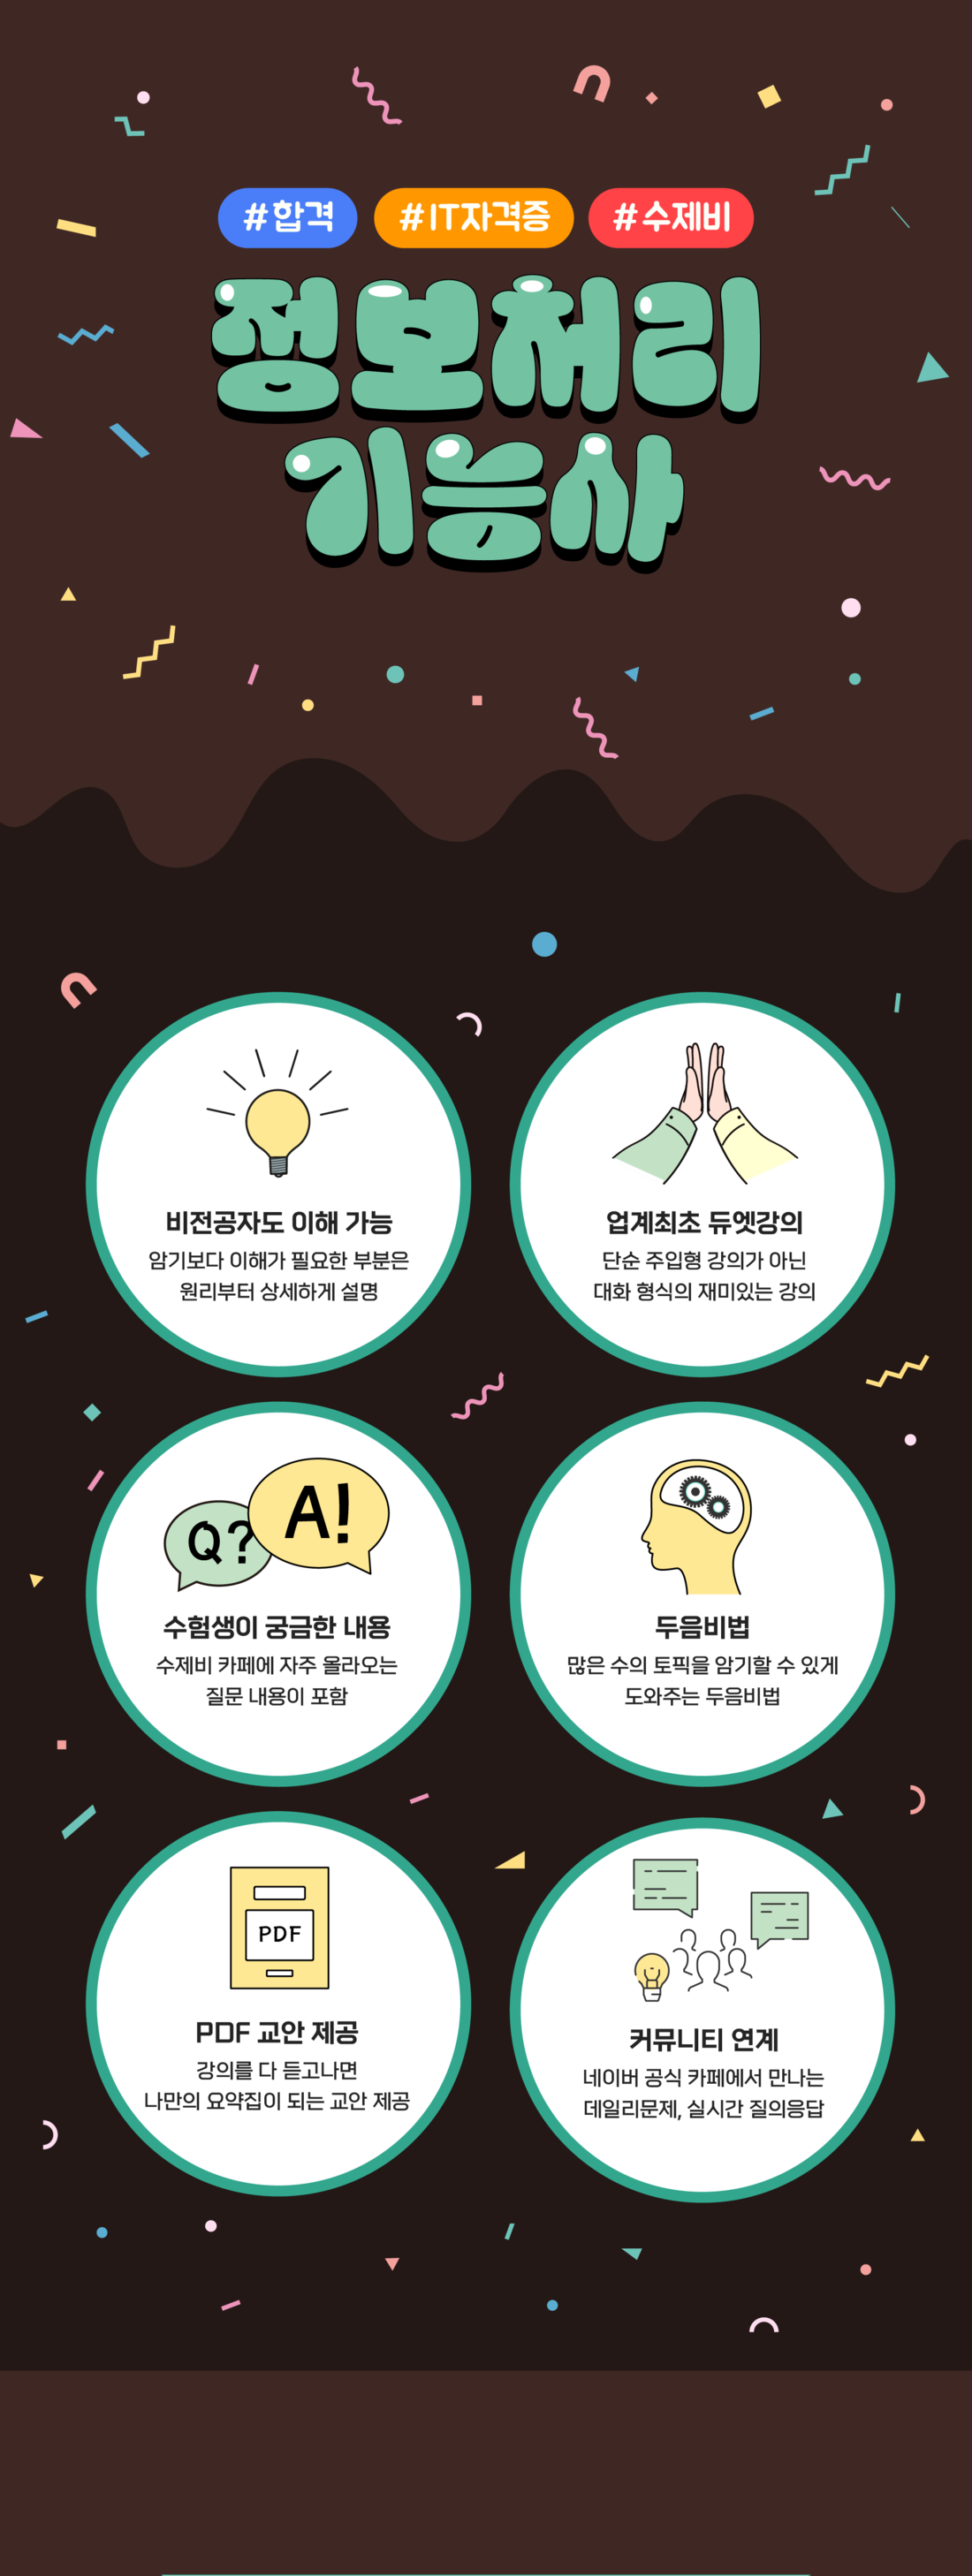 #합격 #IT자격증 #수제비
정보처리
기능사
비전공자도 이해 가능
암기보다 이해가 필요한 부분은
원리부터 상세하게 설명
업계최초 듀엣강의
단순 주입형 강의가 아닌
대화 형식의 재미있는 강의
Q? A!
수험생이 궁금한 내용
수제비 카페에 자주 올라오는
질문 내용이 포함
두음비법
많은 수의 토픽을 암기할 수 있게
도와주는 두음비법
PDF
PDF 교안 제공
강의를 다 듣고나면
나만의 요약집이 되는 교안 제공
커뮤니티 연계
네이버 공식 카페에서 만나는
데일리문제, 실시간 질의응답